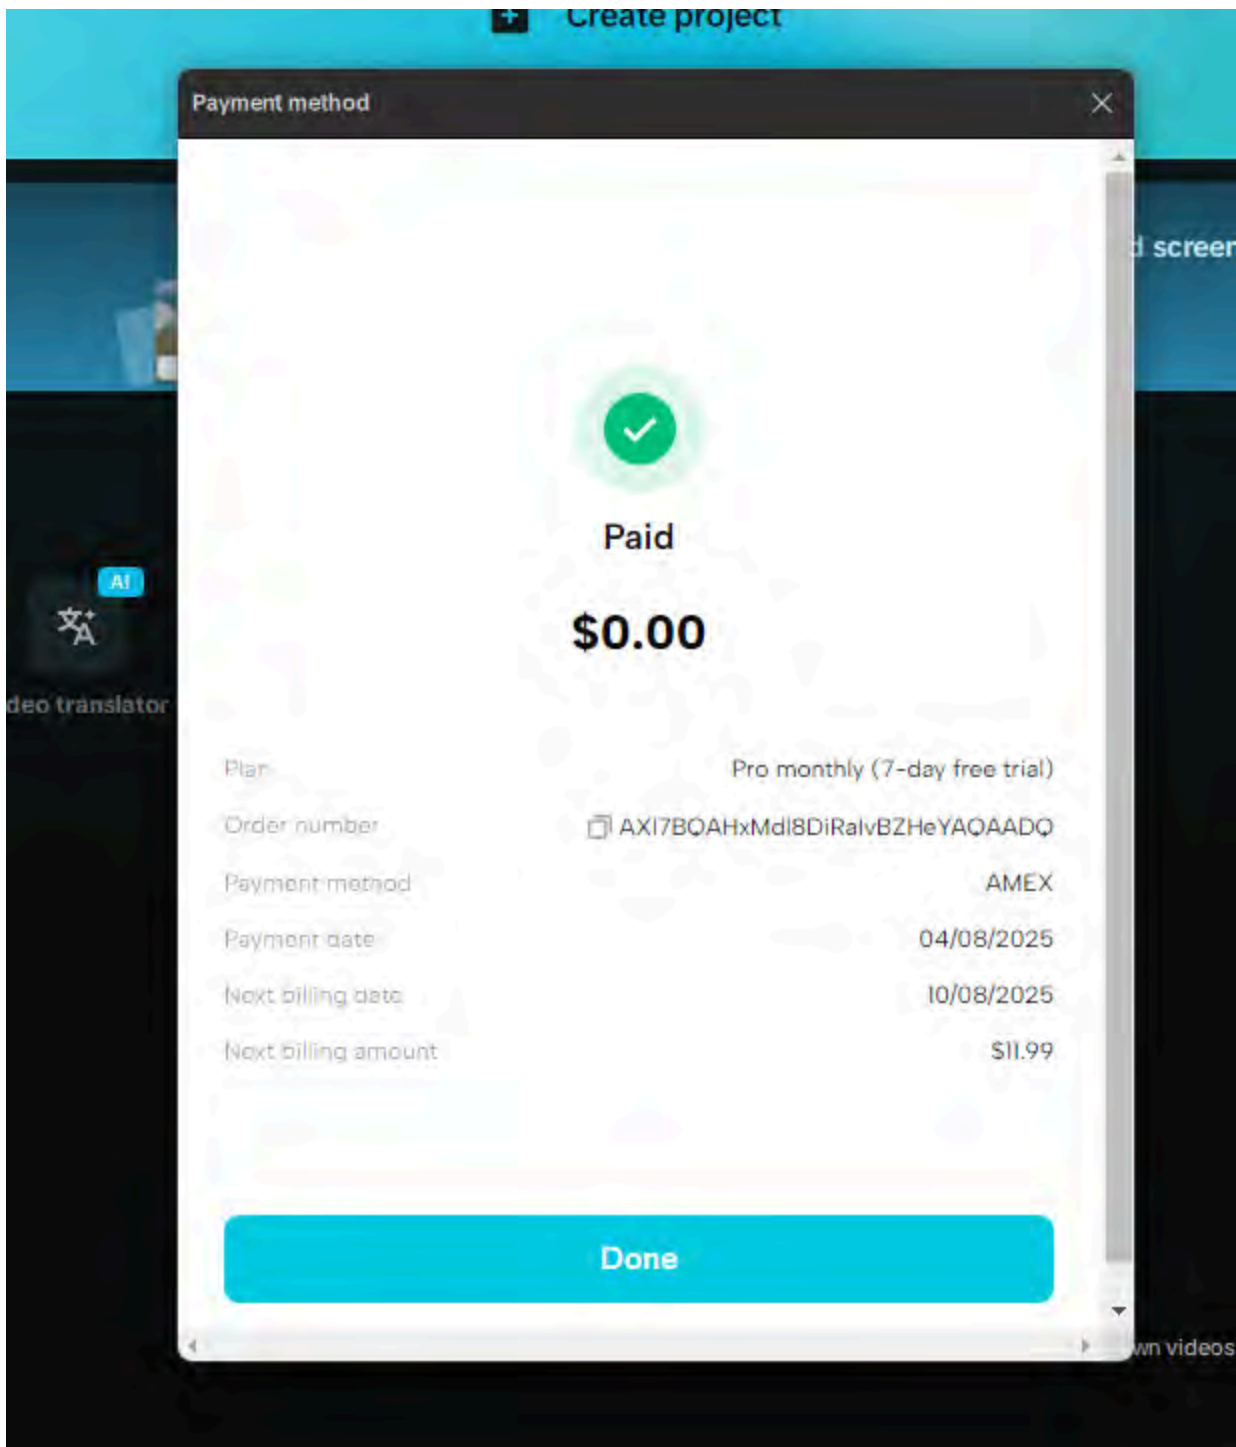 Create project
Payment method
d screen
Paid
$0.00
AI
deo translator
Plan Pro monthly (7-day free trial)
Order number AXI7BQAHxMdl8DiRalvBZHeYAQAADQ
Payment method AMEX
Payment date 04/08/2025
Next billing date 10/08/2025
Next billing amount $11.99
Done
wn videos